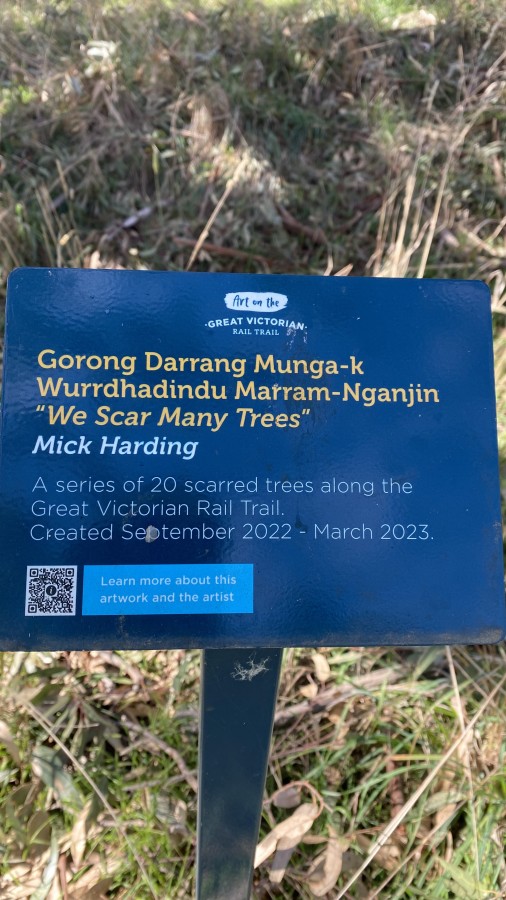 Art on the
·GREAT VICTORIAN·
RAIL TRAIL
Gorong Darrang Munga-k
Wurrdhadindu Marram-Nganjin
“We Scar Many Trees”
Mick Harding
A series of 20 scarred trees along the
Great Victorian Rail Trail.
Created September 2022 - March 2023.
Learn more about this
artwork and the artist